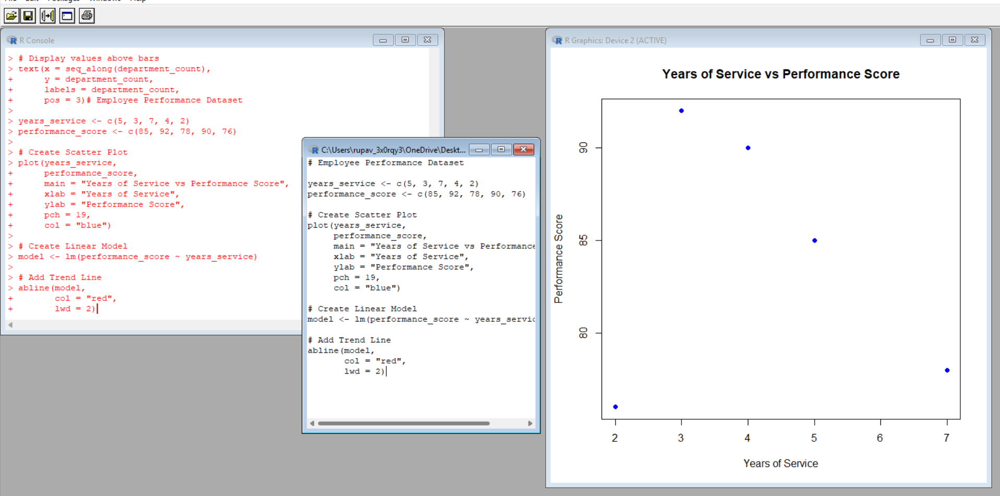 R Console
> # Display values above bars
> text(x = seq_along(department_count),
+      y = department_count,
+      labels = department_count,
+      pos = 3)# Employee Performance Dataset
>
> years_service <- c(5, 3, 7, 4, 2)
> performance_score <- c(85, 92, 78, 90, 76)
>
> # Create Scatter Plot
> plot(years_service,
+      performance_score,
+      main = "Years of Service vs Performance Score",
+      xlab = "Years of Service",
+      ylab = "Performance Score",
+      pch = 19,
+      col = "blue")
>
> # Create Linear Model
> model <- lm(performance_score ~ years_service)
>
> # Add Trend Line
> abline(model,
+        col = "red",
+        lwd = 2)
C:\Users\rupav_3x0rqy3\OneDrive\Deskt...
# Employee Performance Dataset
years_service <- c(5, 3, 7, 4, 2)
performance_score <- c(85, 92, 78, 90, 76)
# Create Scatter Plot
plot(years_service,
     performance_score,
     main = "Years of Service vs Performance
     xlab = "Years of Service",
     ylab = "Performance Score",
     pch = 19,
     col = "blue")
# Create Linear Model
model <- lm(performance_score ~ years_servic
# Add Trend Line
abline(model,
       col = "red",
       lwd = 2)
R Graphics: Device 2 (ACTIVE)
Years of Service vs Performance Score
Performance Score
90
85
80
2 3 4 5 6 7
Years of Service